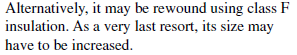 Alternatively, it may be rewound using class F
insulation. As a very last resort, its size may
have to be increased.